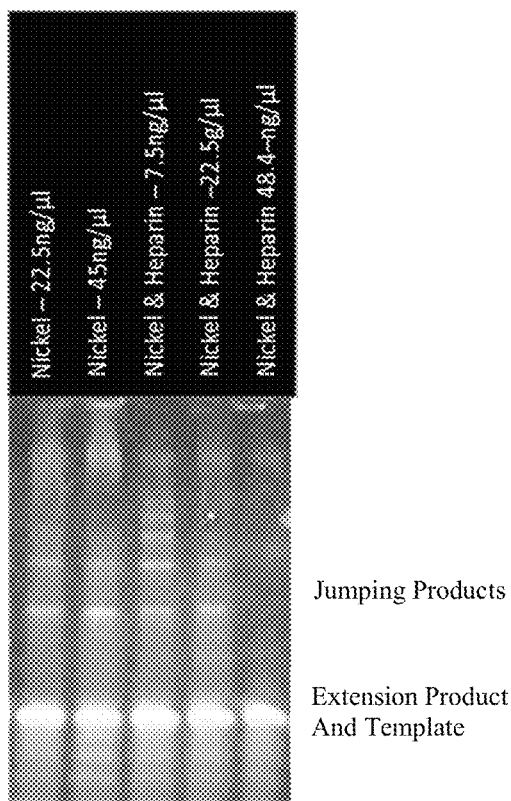 Nickel ~ 22.5ng/µl
Nickel ~ 45ng/µl
Nickel & Heparin ~ 7.5ng/µl
Nickel & Heparin ~22.5g/µl
Nickel & Heparin 48.4~ng/µl
Jumping Products
Extension Product
And Template